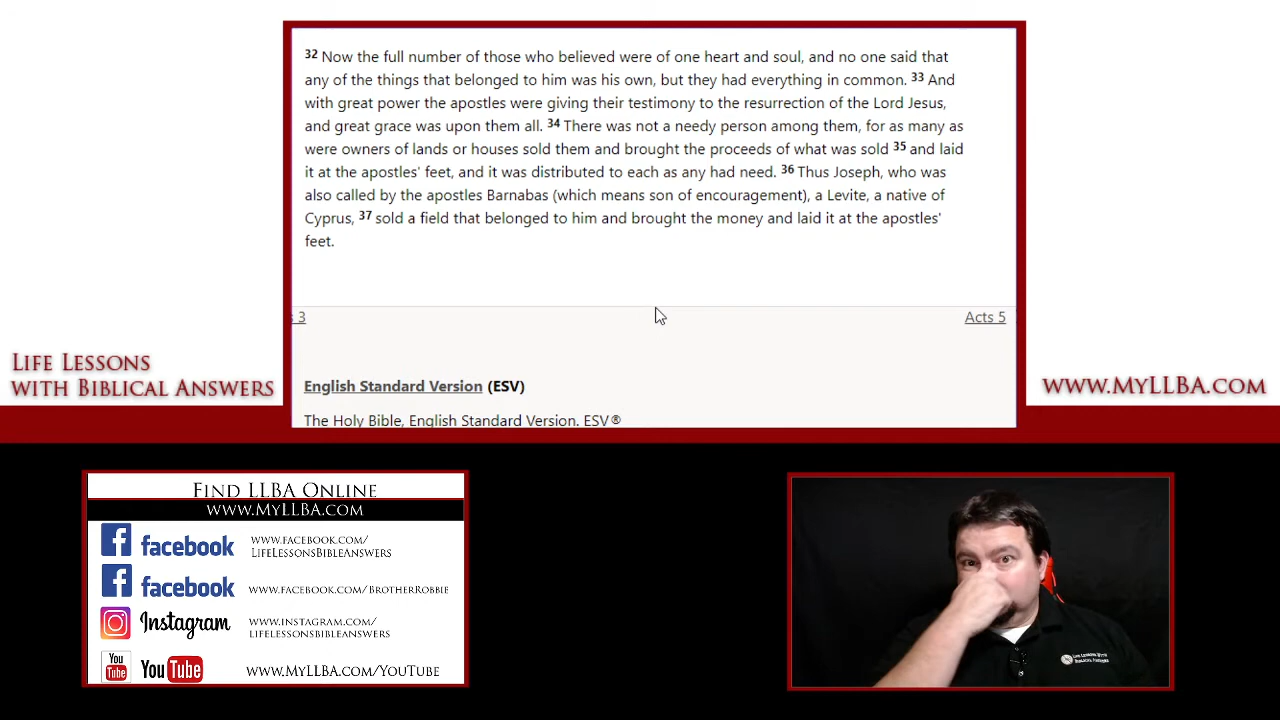 32 Now the full number of those who believed were of one heart and soul, and no one said that
any of the things that belonged to him was his own, but they had everything in common. 33 And
with great power the apostles were giving their testimony to the resurrection of the Lord Jesus,
and great grace was upon them all. 34 There was not a needy person among them, for as many as
were owners of lands or houses sold them and brought the proceeds of what was sold 35 and laid
it at the apostles' feet, and it was distributed to each as any had need. 36 Thus Joseph, who was
also called by the apostles Barnabas (which means son of encouragement), a Levite, a native of
Cyprus, 37 sold a field that belonged to him and brought the money and laid it at the apostles'
feet.
s 3
Acts 5
English Standard Version (ESV)
The Holy Bible, English Standard Version. ESV®
Life Lessons
with Biblical Answers
www.MyLLBA.com
Find LLBA Online
www.MyLLBA.com
facebook
www.facebook.com/
LifeLessonsBibleAnswers
facebook
www.facebook.com/BrotherRobbie
Instagram
www.instagram.com/
lifelessonsbibleanswers
You
Tube
YouTube
www.MyLLBA.com/YouTube
Life Lessons With
Biblical Answers